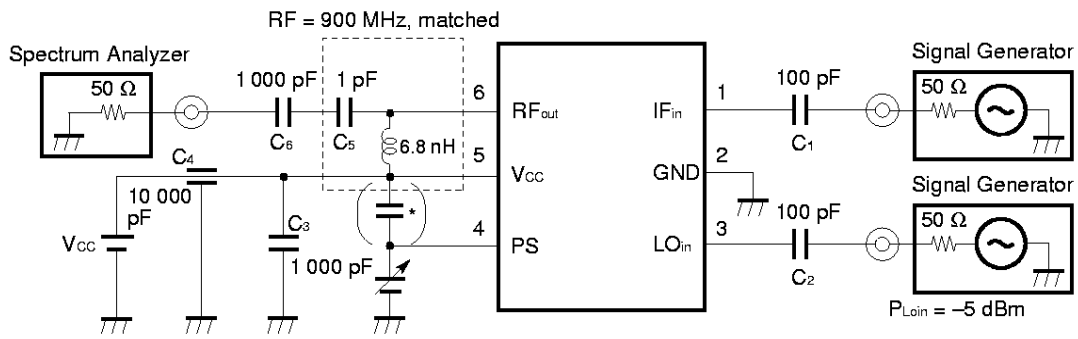 RF = 900 MHz, matched
Spectrum Analyzer
50 Ω
1 000 pF
C6
1 pF
C5
6.8 nH
C4
10 000
pF
VCC
C3
1 000 pF
*
6
RFout
5
VCC
4
PS
1
IFin
2
GND
3
LOin
100 pF
C1
Signal Generator
50 Ω
100 pF
C2
Signal Generator
50 Ω
PLoin = –5 dBm